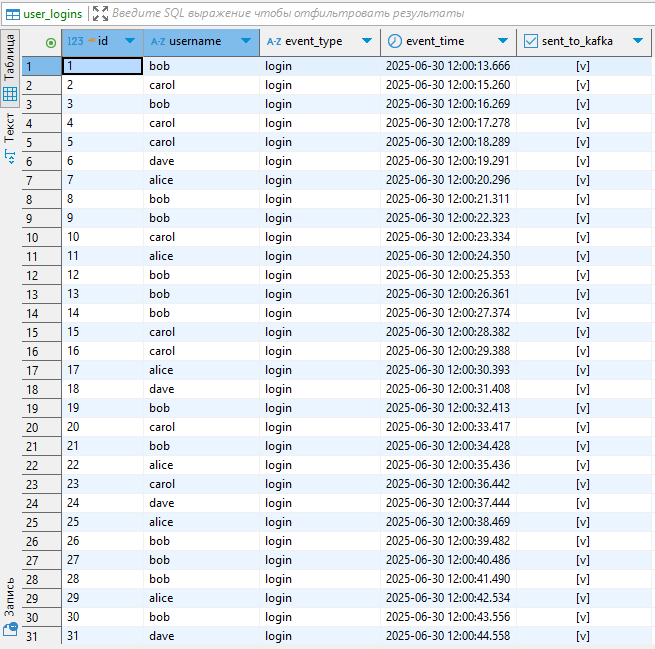 user_logins Введите SQL выражение чтобы отфильтровать результаты
Таблица
Текст
Запись
123 id A-Z username A-Z event_type event_time sent_to_kafka
1 1 bob login 2025-06-30 12:00:13.666 [v]
2 2 carol login 2025-06-30 12:00:15.260 [v]
3 3 bob login 2025-06-30 12:00:16.269 [v]
4 4 carol login 2025-06-30 12:00:17.278 [v]
5 5 carol login 2025-06-30 12:00:18.289 [v]
6 6 dave login 2025-06-30 12:00:19.291 [v]
7 7 alice login 2025-06-30 12:00:20.296 [v]
8 8 bob login 2025-06-30 12:00:21.311 [v]
9 9 bob login 2025-06-30 12:00:22.323 [v]
10 10 carol login 2025-06-30 12:00:23.334 [v]
11 11 alice login 2025-06-30 12:00:24.350 [v]
12 12 bob login 2025-06-30 12:00:25.353 [v]
13 13 bob login 2025-06-30 12:00:26.361 [v]
14 14 bob login 2025-06-30 12:00:27.374 [v]
15 15 carol login 2025-06-30 12:00:28.382 [v]
16 16 carol login 2025-06-30 12:00:29.388 [v]
17 17 alice login 2025-06-30 12:00:30.393 [v]
18 18 dave login 2025-06-30 12:00:31.408 [v]
19 19 bob login 2025-06-30 12:00:32.413 [v]
20 20 carol login 2025-06-30 12:00:33.417 [v]
21 21 bob login 2025-06-30 12:00:34.428 [v]
22 22 alice login 2025-06-30 12:00:35.436 [v]
23 23 carol login 2025-06-30 12:00:36.442 [v]
24 24 dave login 2025-06-30 12:00:37.444 [v]
25 25 alice login 2025-06-30 12:00:38.469 [v]
26 26 bob login 2025-06-30 12:00:39.482 [v]
27 27 bob login 2025-06-30 12:00:40.486 [v]
28 28 bob login 2025-06-30 12:00:41.490 [v]
29 29 alice login 2025-06-30 12:00:42.534 [v]
30 30 bob login 2025-06-30 12:00:43.556 [v]
31 31 dave login 2025-06-30 12:00:44.558 [v]